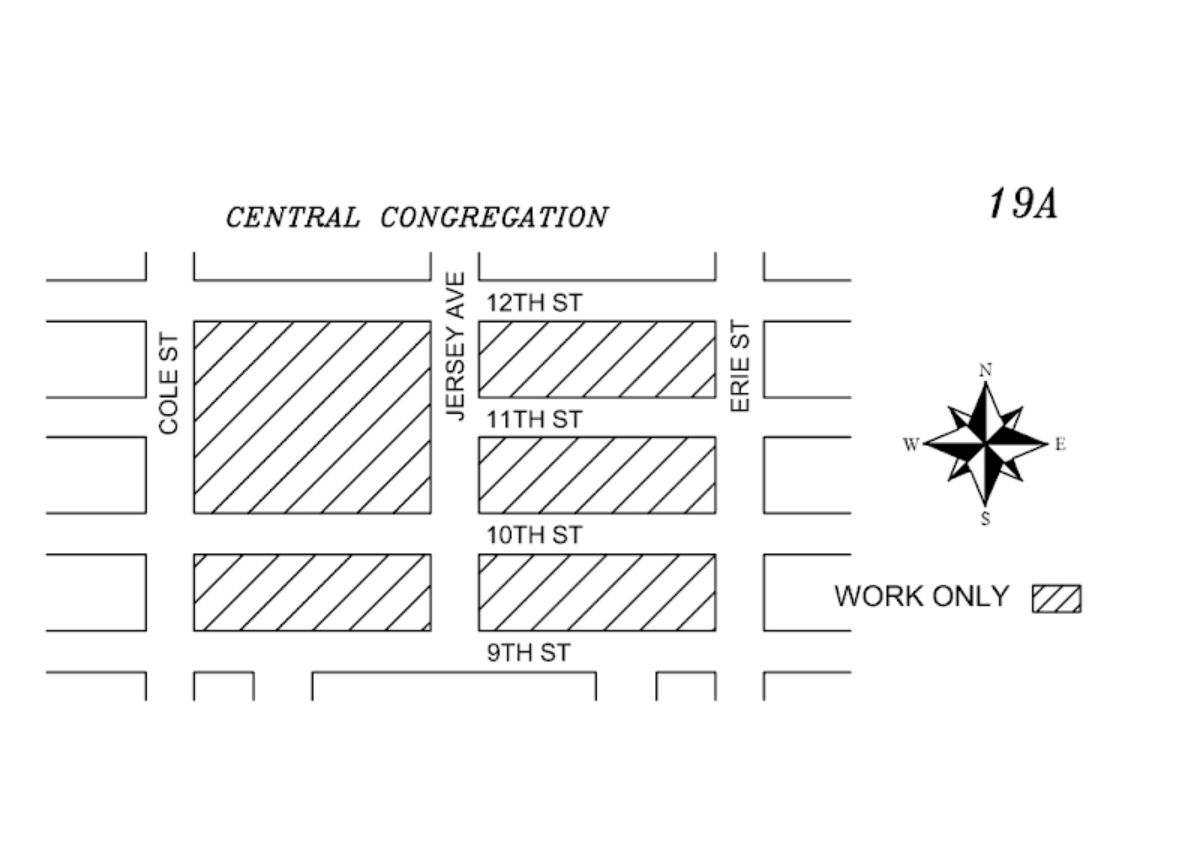 19A
CENTRAL CONGREGATION
12TH ST
JERSEY AVE
COLE ST
ERIE ST
11TH ST
N
W
E
S
10TH ST
WORK ONLY
9TH ST